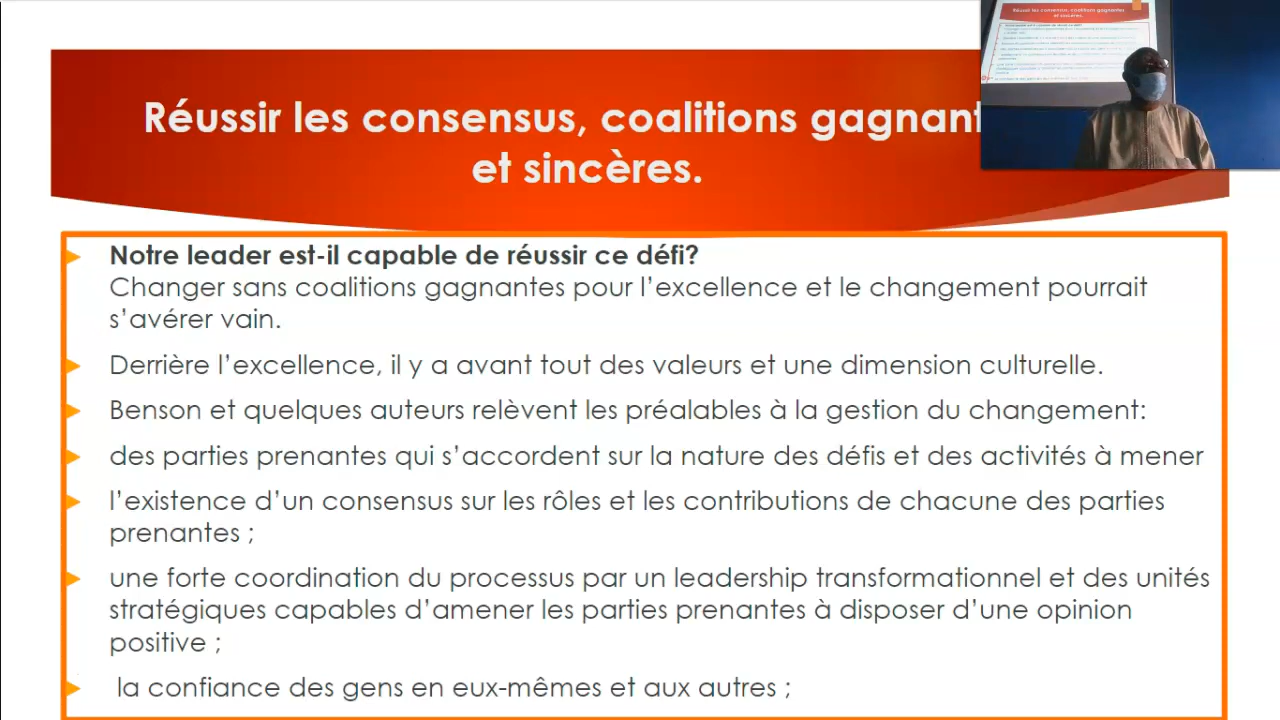 Réussir les consensus, coalitions gagnant
et sincères.
Notre leader est-il capable de réussir ce défi?
Changer sans coalitions gagnantes pour l’excellence et le changement pourrait
s’avérer vain.
Derrière l’excellence, il y a avant tout des valeurs et une dimension culturelle.
Benson et quelques auteurs relèvent les préalables à la gestion du changement:
des parties prenantes qui s’accordent sur la nature des défis et des activités à mener
l’existence d’un consensus sur les rôles et les contributions de chacune des parties
prenantes ;
une forte coordination du processus par un leadership transformationnel et des unités
stratégiques capables d’amener les parties prenantes à disposer d’une opinion
positive ;
la confiance des gens en eux-mêmes et aux autres ;
Réussir les consensus, coalitions gagnantes
et sincères.